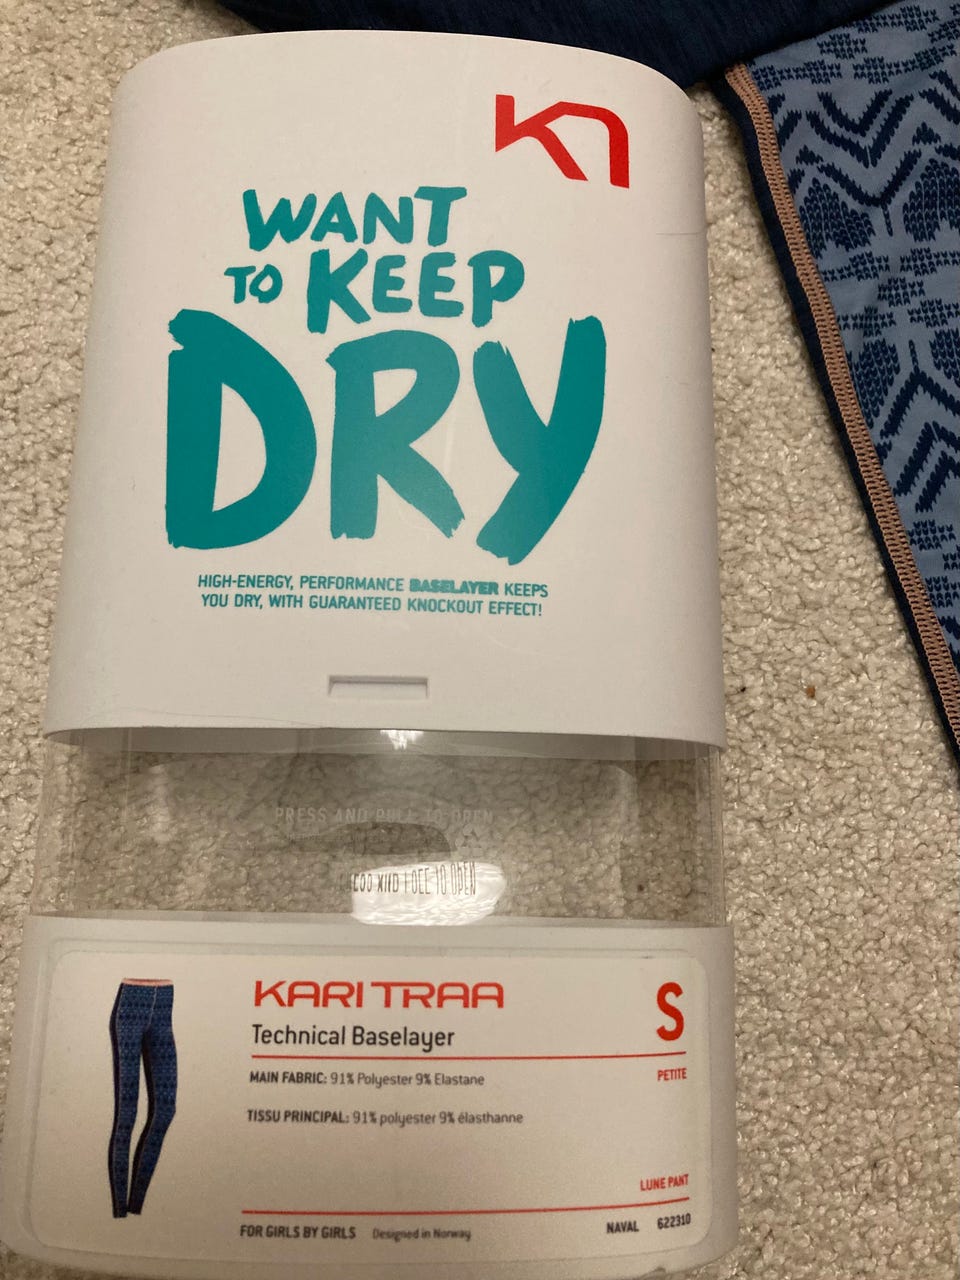 WANT
TO KEEP
DRY
HIGH-ENERGY, PERFORMANCE BASELAYER KEEPS
YOU DRY, WITH GUARANTEED KNOCKOUT EFFECT!
PRESS AND PULL TO OPEN
KARI TRAA
S
Technical Baselayer
MAIN FABRIC: 91% Polyester 9% Elastane
PETITE
TISSU PRINCIPAL: 91% polyester 9% élasthanne
LUNE PANT
FOR GIRLS BY GIRLS Designed in Norway
NAVAL 622310